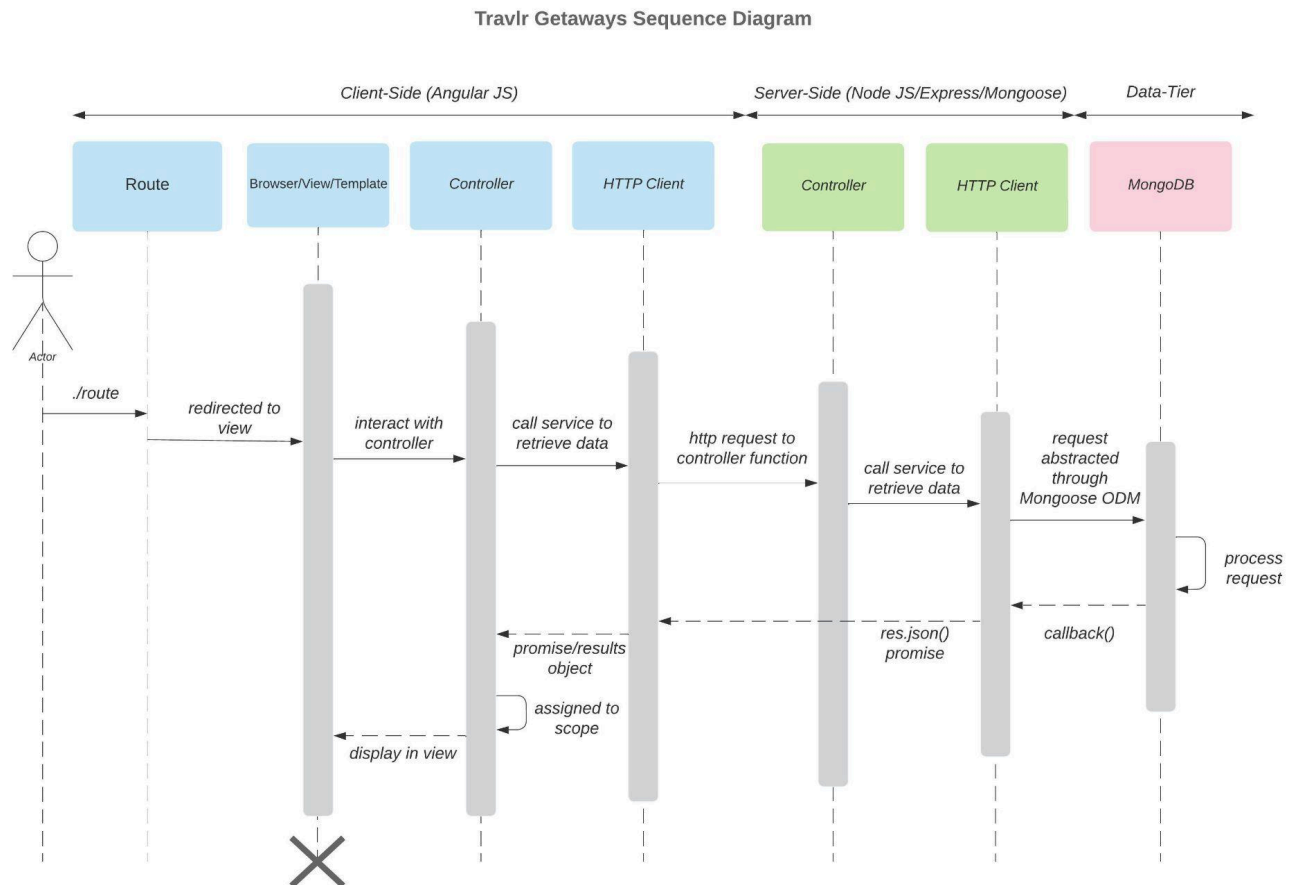 Travlr Getaways Sequence Diagram
Client-Side (Angular JS)
Server-Side (Node JS/Express/Mongoose)
Data-Tier
Route
Browser/View/Template
Controller
HTTP Client
Controller
HTTP Client
MongoDB
Actor
./route
redirected to
view
interact with
controller
call service to
retrieve data
http request to
controller function
call service to
retrieve data
request
abstracted
through
Mongoose ODM
process
request
callback()
res.json()
promise
promise/results
object
assigned to
scope
display in view